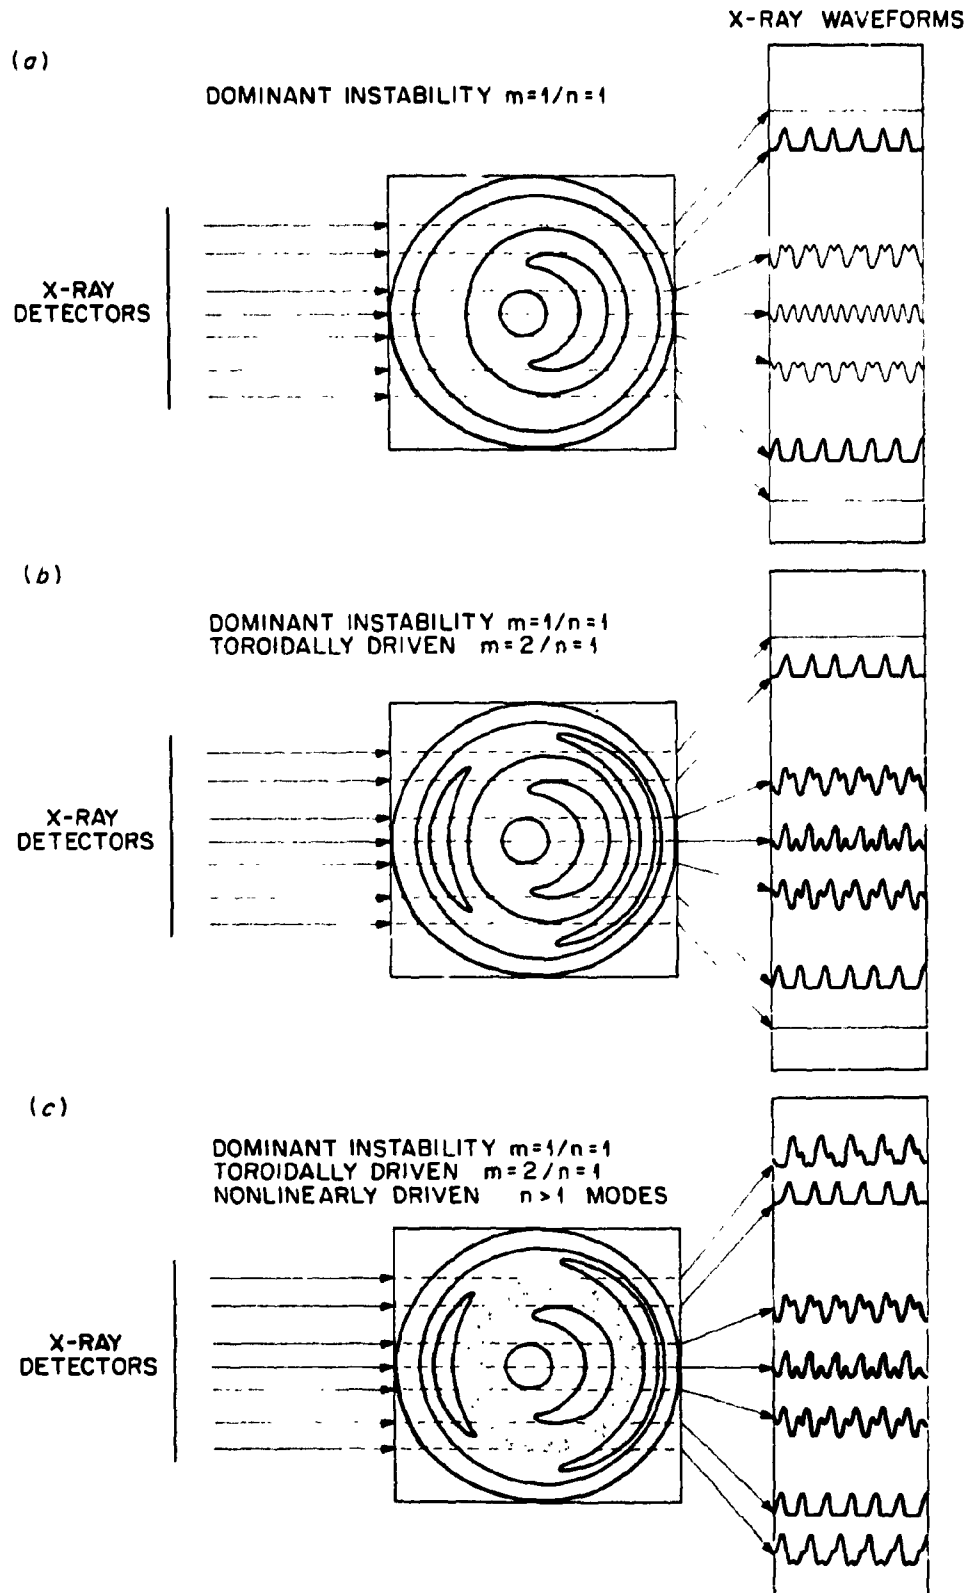 X-RAY WAVEFORMS
(a)
DOMINANT INSTABILITY m=1/n=1
X-RAY
DETECTORS
(b)
DOMINANT INSTABILITY m=1/n=1
TOROIDALLY DRIVEN m=2/n=1
X-RAY
DETECTORS
(c)
DOMINANT INSTABILITY m=1/n=1
TOROIDALLY DRIVEN m=2/n=1
NONLINEARLY DRIVEN n>1 MODES
X-RAY
DETECTORS